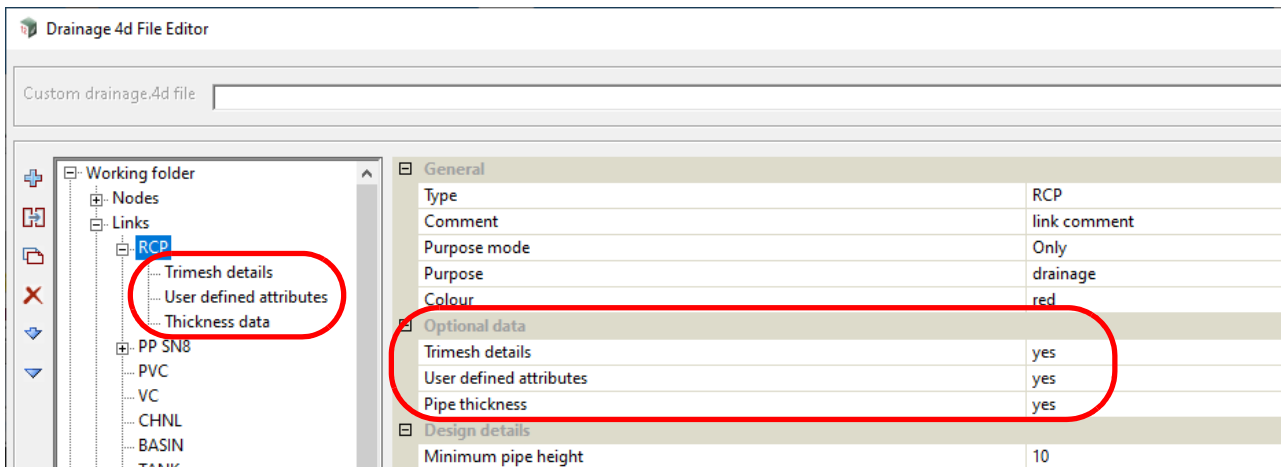 Drainage 4d File Editor
Custom drainage.4d file
Working folder
Nodes
Links
RCP
Trimesh details
User defined attributes
Thickness data
PP SN8
PVC
VC
CHNL
BASIN
TANK
General
Type RCP
Comment link comment
Purpose mode Only
Purpose drainage
Colour red
Optional data
Trimesh details yes
User defined attributes yes
Pipe thickness yes
Design details
Minimum pipe height 10